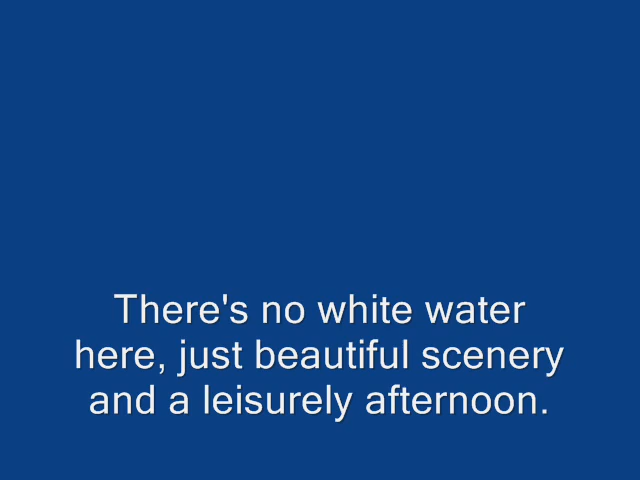 There's no white water
here, just beautiful scenery
and a leisurely afternoon.